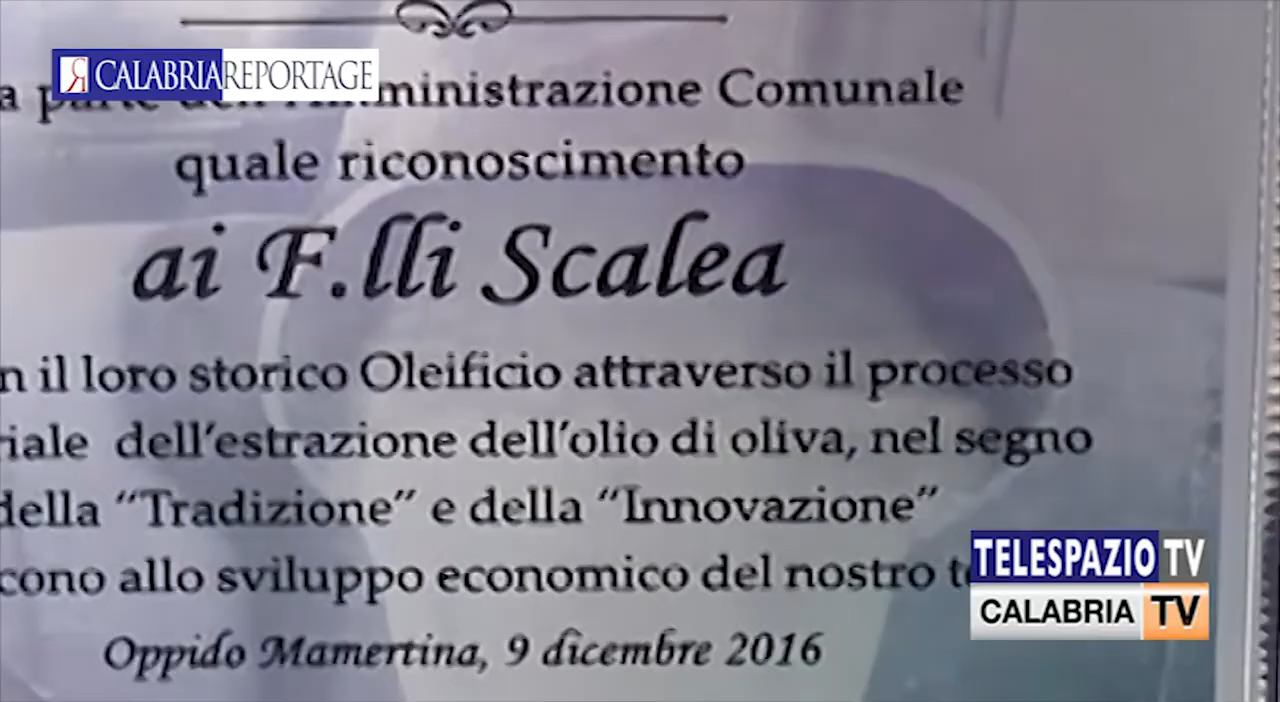 CALABRIAREPORTAGE
a parte dell'Amministrazione Comunale
quale riconoscimento
ai F.lli Scalea
n il loro storico Oleificio attraverso il processo
riale dell'estrazione dell'olio di oliva, nel segno
della "Tradizione" e della "Innovazione"
cono allo sviluppo economico del nostro
Oppido Mamertina, 9 dicembre 2016
TELESPAZIO TV
CALABRIA TV